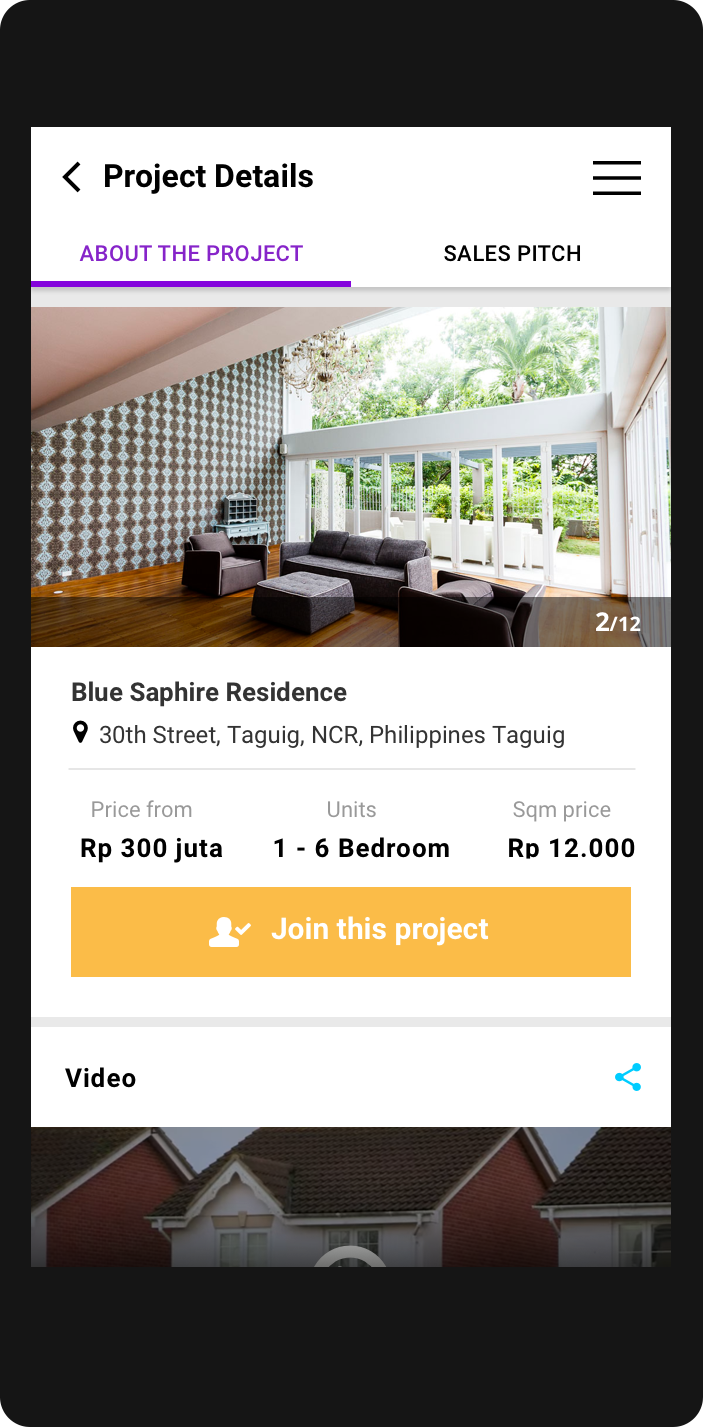 Project Details
ABOUT THE PROJECT SALES PITCH
2/12
Blue Saphire Residence
30th Street, Taguig, NCR, Philippines Taguig
Price from Units Sqm price
Rp 300 juta 1 - 6 Bedroom Rp 12.000
Join this project
Video